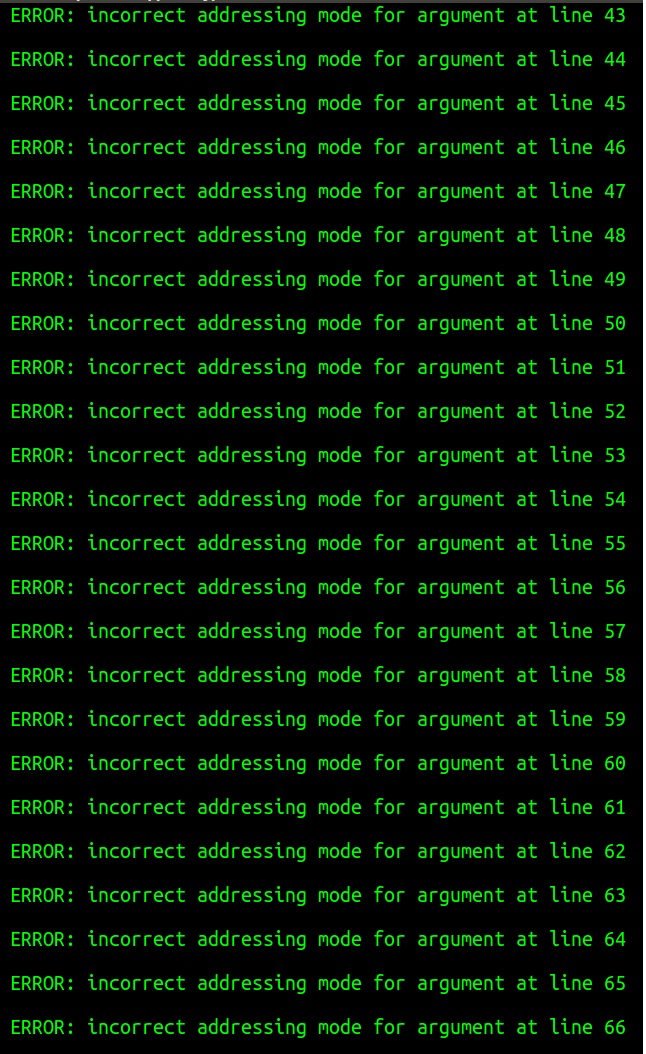 ERROR: incorrect addressing mode for argument at line 43
ERROR: incorrect addressing mode for argument at line 44
ERROR: incorrect addressing mode for argument at line 45
ERROR: incorrect addressing mode for argument at line 46
ERROR: incorrect addressing mode for argument at line 47
ERROR: incorrect addressing mode for argument at line 48
ERROR: incorrect addressing mode for argument at line 49
ERROR: incorrect addressing mode for argument at line 50
ERROR: incorrect addressing mode for argument at line 51
ERROR: incorrect addressing mode for argument at line 52
ERROR: incorrect addressing mode for argument at line 53
ERROR: incorrect addressing mode for argument at line 54
ERROR: incorrect addressing mode for argument at line 55
ERROR: incorrect addressing mode for argument at line 56
ERROR: incorrect addressing mode for argument at line 57
ERROR: incorrect addressing mode for argument at line 58
ERROR: incorrect addressing mode for argument at line 59
ERROR: incorrect addressing mode for argument at line 60
ERROR: incorrect addressing mode for argument at line 61
ERROR: incorrect addressing mode for argument at line 62
ERROR: incorrect addressing mode for argument at line 63
ERROR: incorrect addressing mode for argument at line 64
ERROR: incorrect addressing mode for argument at line 65
ERROR: incorrect addressing mode for argument at line 66